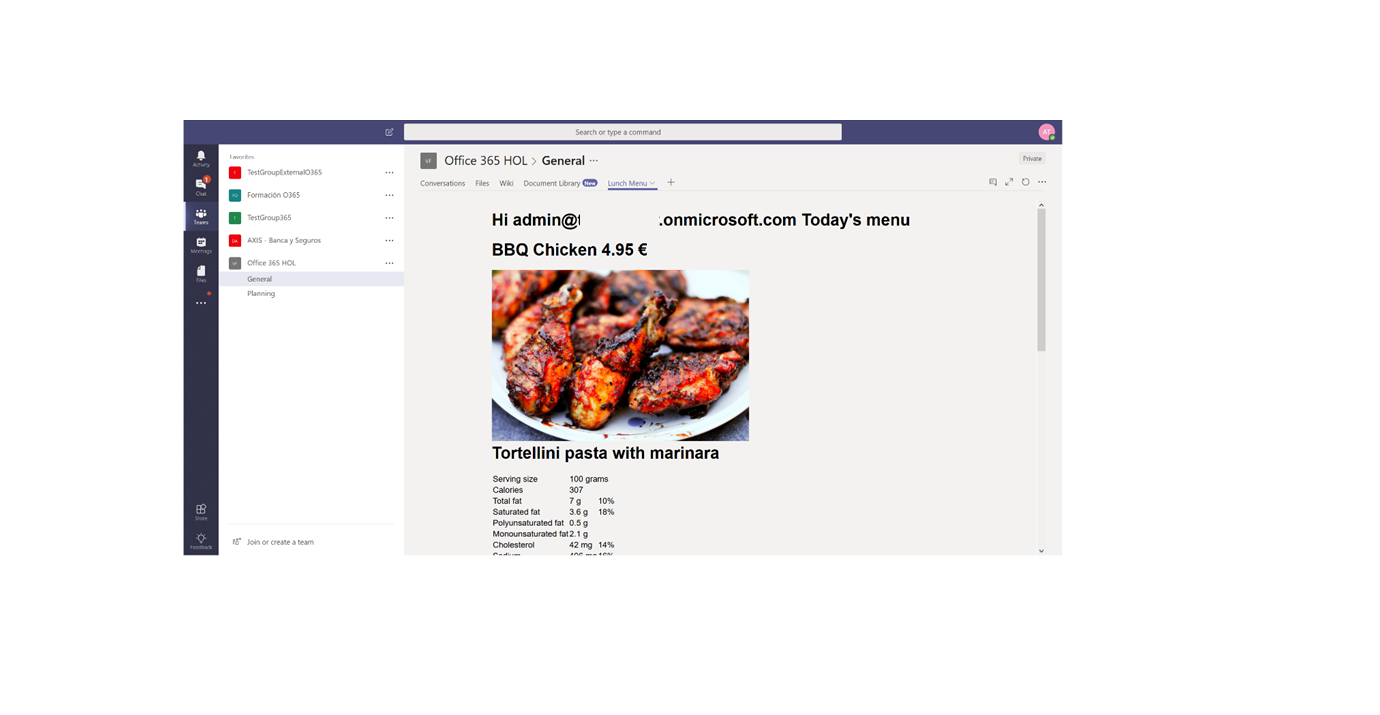 Search or type a command
AT
Activity
Chat
1
Teams
Meetings
Files
Store
Feedback
Favorites
TestGroupExternalO365
Formación O365
TestGroup365
AXIS - Banca y Seguros
Office 365 HOL
General
Planning
Join or create a team
VF Office 365 HOL > General ...
Private
Conversations Files Wiki Document Library New Lunch Menu +
Hi admin@t .onmicrosoft.com Today's menu
BBQ Chicken 4.95 €
Tortellini pasta with marinara
Serving size 100 grams
Calories 307
Total fat 7 g 10%
Saturated fat 3.6 g 18%
Polyunsaturated fat 0.5 g
Monounsaturated fat 2.1 g
Cholesterol 42 mg 14%